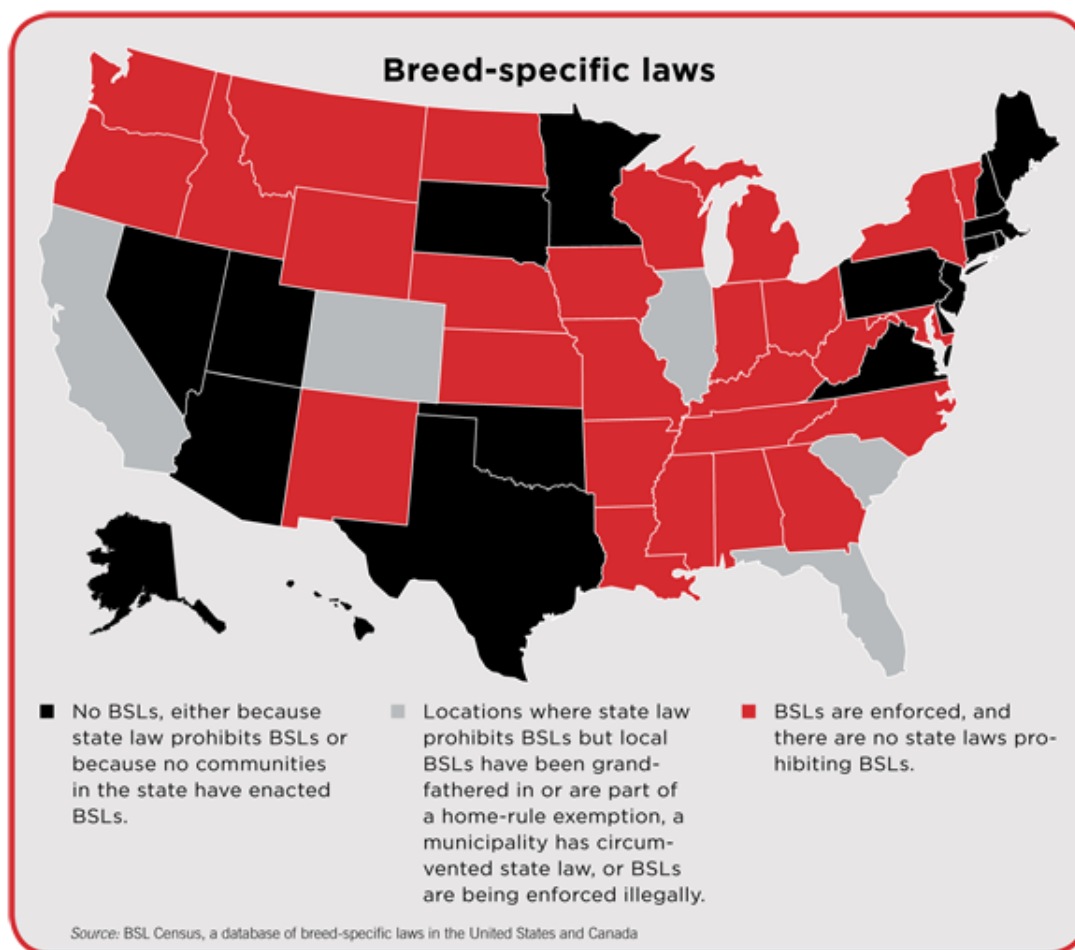 Breed-specific laws
No BSLs, either because
state law prohibits BSLs or
because no communities
in the state have enacted
BSLs.
Locations where state law
prohibits BSLs but local
BSLs have been grand-
fathered in or are part of
a home-rule exemption, a
municipality has circum-
vented state law, or BSLs
are being enforced illegally.
BSLs are enforced, and
there are no state laws pro-
hibiting BSLs.
Source: BSL Census, a database of breed-specific laws in the United States and Canada